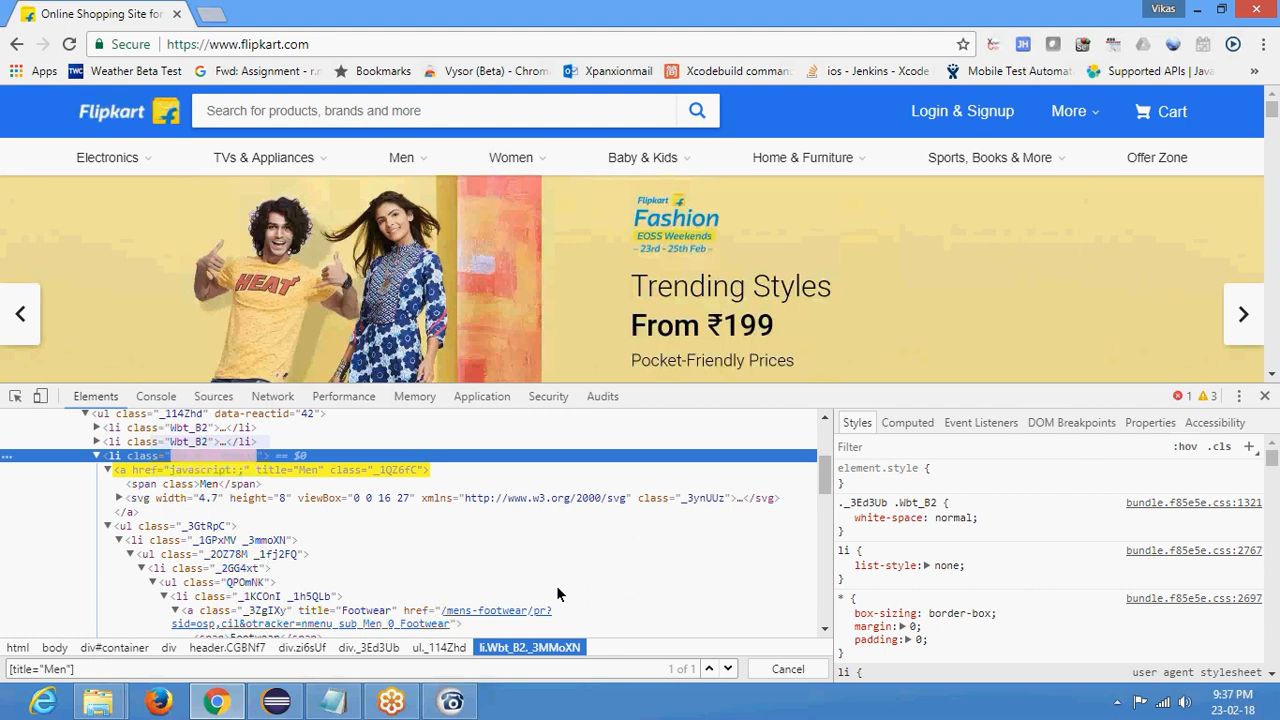 Online Shopping Site for
Vikas
Secure https://www.flipkart.com
Apps Weather Beta Test Fwd: Assignment - r.n Bookmarks Vysor (Beta) - Chrom Xpanxionmail Xcodebuild comman ios - Jenkins - Xcode Mobile Test Automat Supported APIs | Java »
Flipkart Search for products, brands and more Login & Signup More Cart
Electronics TVs & Appliances Men Women Baby & Kids Home & Furniture Sports, Books & More Offer Zone
Flipkart
Fashion
EOSS Weekends
- 23rd - 25th Feb -
HEAT
Trending Styles
From ₹199
Pocket-Friendly Prices
Elements Console Sources Network Performance Memory Application Security Audits 1 3
<ul class="_114Zhd" data-reactid="42">
<li class="Wbt_B2">…</li>
<li class="Wbt_B2">…</li>
<li class=" == $0
<a href="javascript:;" title="Men" class="_1QZ6fC">
<span class>Men</span>
<svg width="4.7" height="8" viewBox="0 0 16 27" xmlns="http://www.w3.org/2000/svg" class="_3ynUUz">…</svg>
</a>
<ul class="_3GtRpC">
<li class="_1GPxMV _3mmoXN">
<ul class="_2OZ78M _1fj2FQ">
<li class="_2GG4xt">
<ul class="QPOmNK">
<li class="_1KCOnI _1h5QLb">
<a class="_3ZgIXy" title="Footwear" href="/mens-footwear/pr?
sid=osp,cil&otracker=nmenu_sub_Men_0_Footwear">
<span>Footwear</span>
html body div#container div header.CGBNf7 div.zi6sUf div._3Ed3Ub ul._114Zhd li.Wbt_B2._3MMoXN
[title="Men"] 1 of 1 Cancel
Styles Computed Event Listeners DOM Breakpoints Properties Accessibility
Filter :hov .cls +
element.style {
}
._3Ed3Ub .Wbt_B2 { bundle.f85e5e.css:1321
white-space: normal;
}
li { bundle.f85e5e.css:2767
list-style: none;
}
* { bundle.f85e5e.css:2697
box-sizing: border-box;
margin: 0;
padding: 0;
}
li { user agent stylesheet
9:37 PM
23-02-18